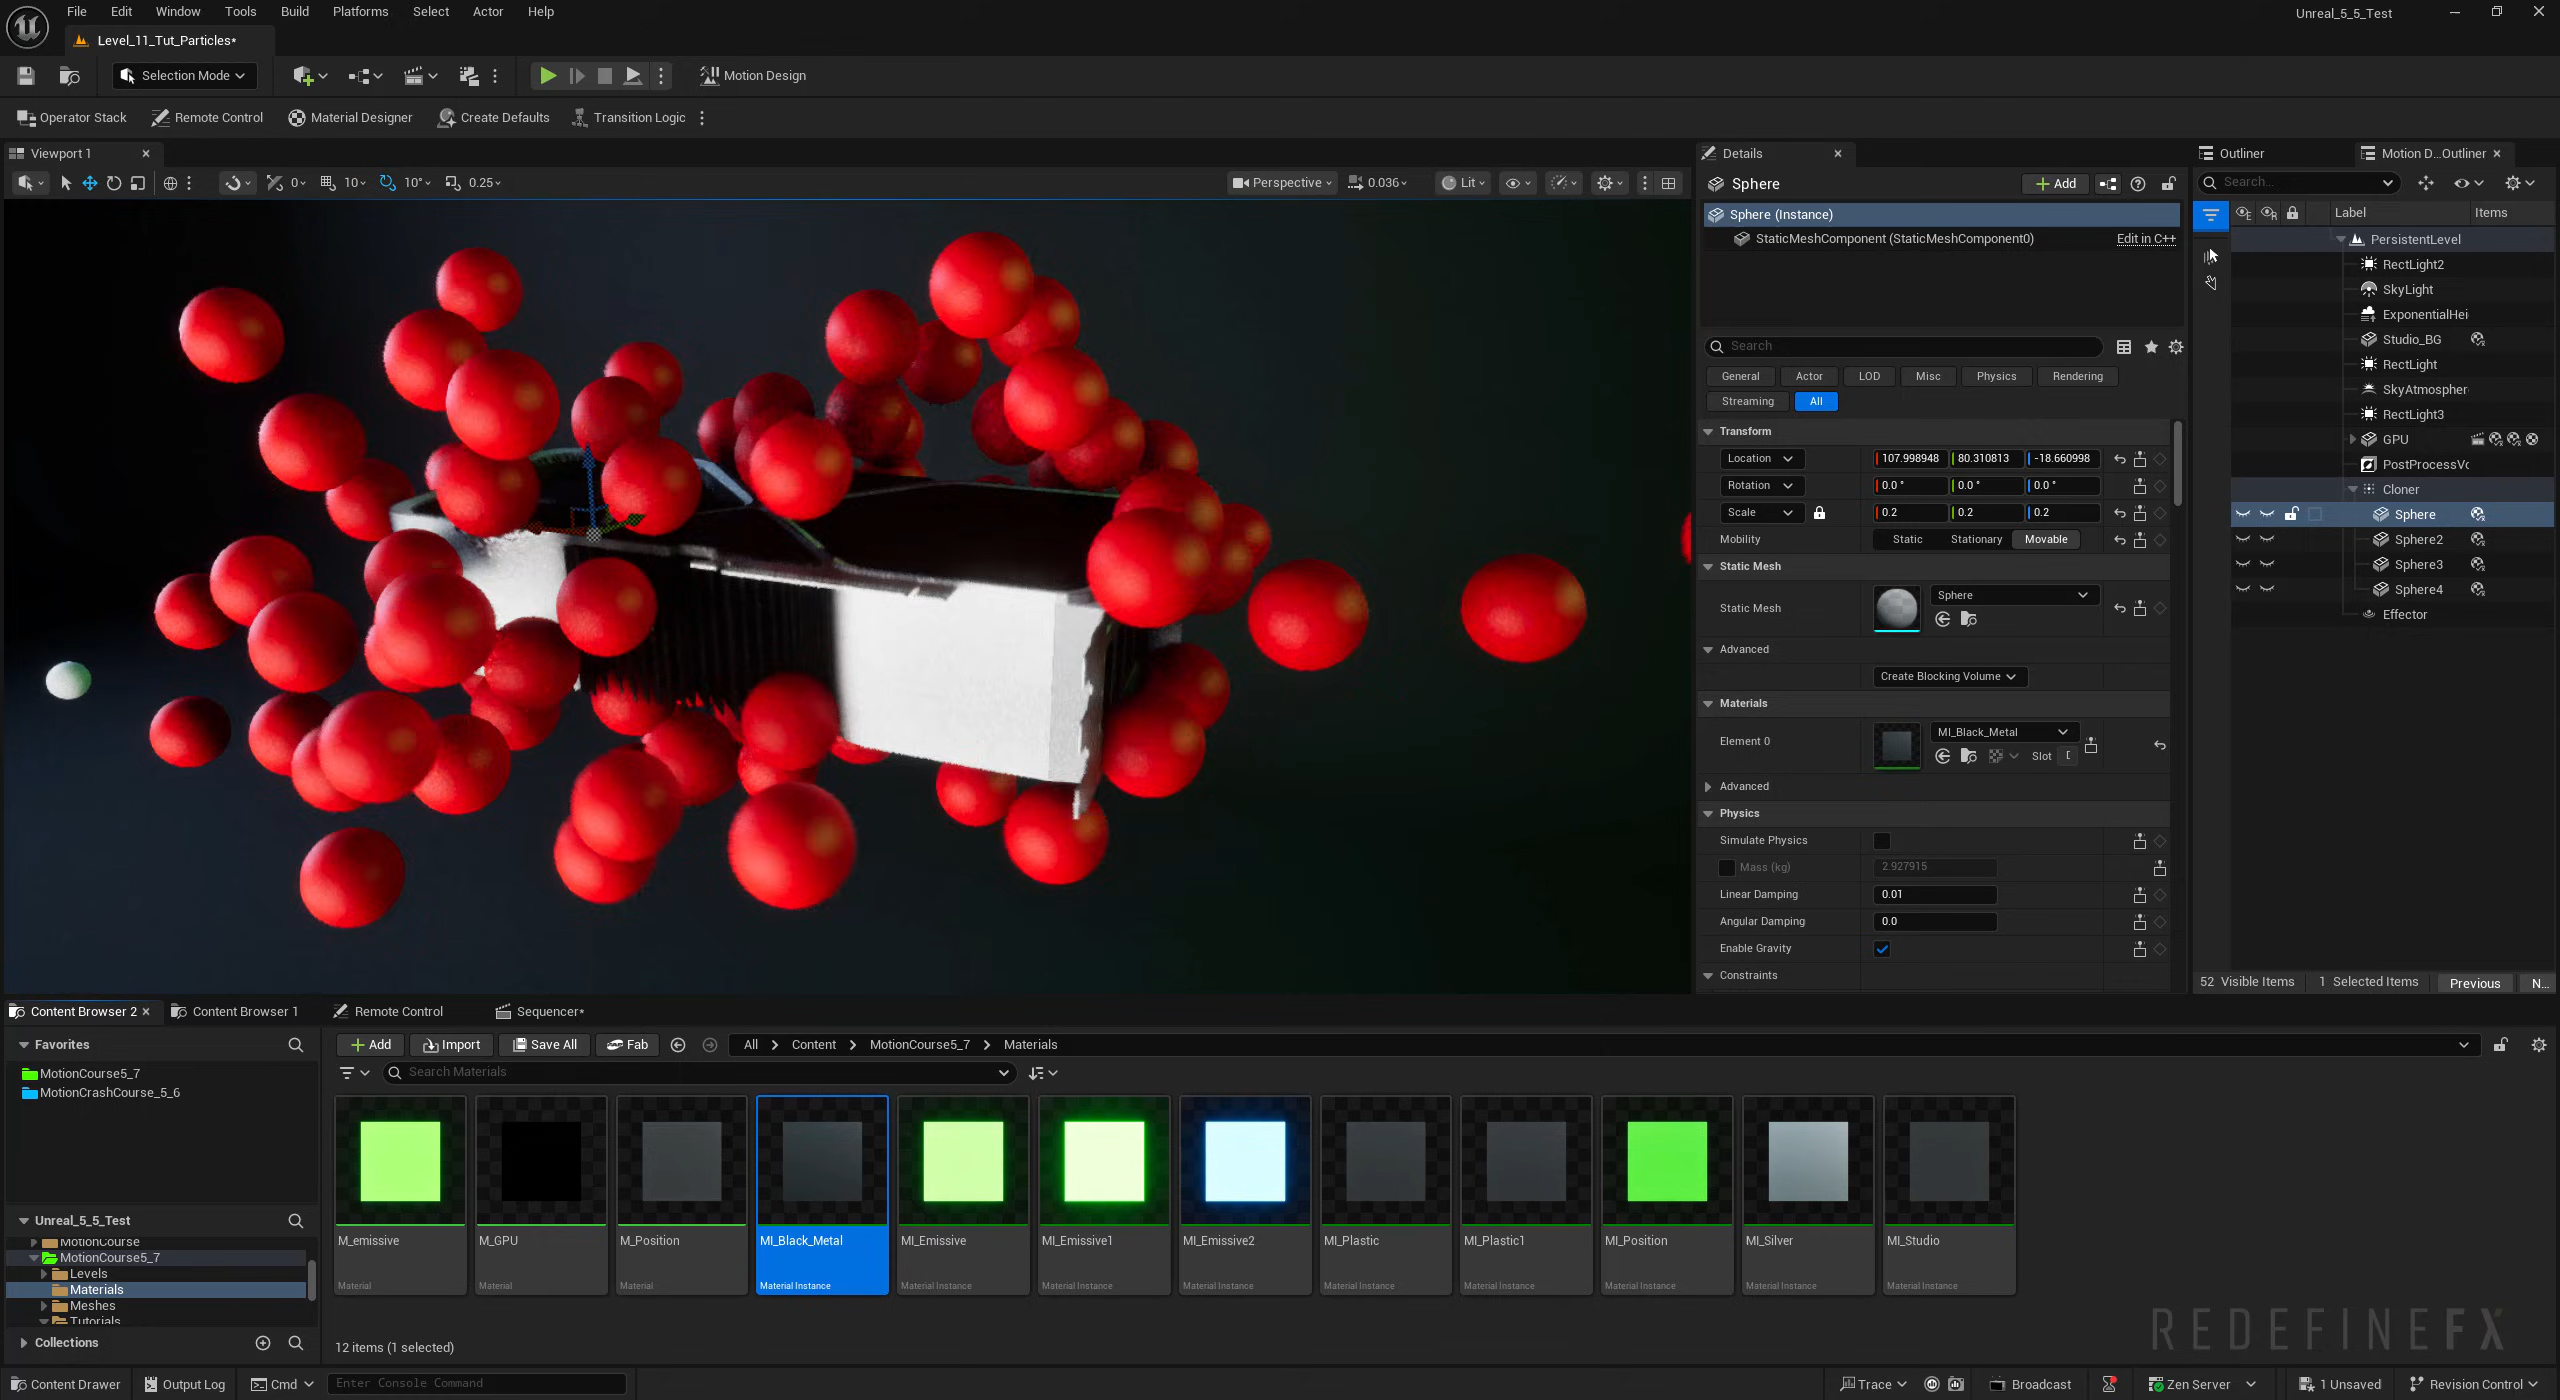 File Edit Window Tools Build Platforms Select Actor Help
Unreal_5_5_Test
Level_11_Tut_Particles*
Selection Mode
Motion Design
Operator Stack Remote Control Material Designer Create Defaults Transition Logic
Viewport 1
0 10 10° 0.25
Perspective 0.036 Lit
Details
Sphere
Add
Sphere (Instance)
StaticMeshComponent (StaticMeshComponent0) Edit in C++
Search
General Actor LOD Misc Physics Rendering
Streaming All
Transform
Location 107.998948 80.310813 -18.660998
Rotation 0.0 ° 0.0 ° 0.0 °
Scale 0.2 0.2 0.2
Mobility Static Stationary Movable
Static Mesh
Static Mesh Sphere
Advanced
Create Blocking Volume
Materials
Element 0 MI_Black_Metal
Slot
Advanced
Physics
Simulate Physics
Mass (kg) 2.927915
Linear Damping 0.01
Angular Damping 0.0
Enable Gravity
Constraints
Outliner Motion D...Outliner
Search...
Label Items
PersistentLevel
RectLight2
SkyLight
ExponentialHei
Studio_BG
RectLight
SkyAtmospher
RectLight3
GPU
PostProcessVo
Cloner
Sphere
Sphere2
Sphere3
Sphere4
Effector
52 Visible Items 1 Selected Items Previous N...
Content Browser 2 Content Browser 1 Remote Control Sequencer*
Favorites
MotionCourse5_7
MotionCrashCourse_5_6
Unreal_5_5_Test
MotionCourse
MotionCourse5_7
Levels
Materials
Meshes
Tutorials
Collections
Add Import Save All Fab All Content MotionCourse5_7 Materials
Search Materials
M_emissive M_GPU M_Position MI_Black_Metal MI_Emissive MI_Emissive1 MI_Emissive2 MI_Plastic MI_Plastic1 MI_Position MI_Silver MI_Studio
Material Material Material Material Instance Material Instance Material Instance Material Instance Material Instance Material Instance Material Instance Material Instance Material Instance
12 items (1 selected)
REDEFINEFX
Content Drawer Output Log Cmd Enter Console Command
Trace Broadcast Zen Server 1 Unsaved Revision Control